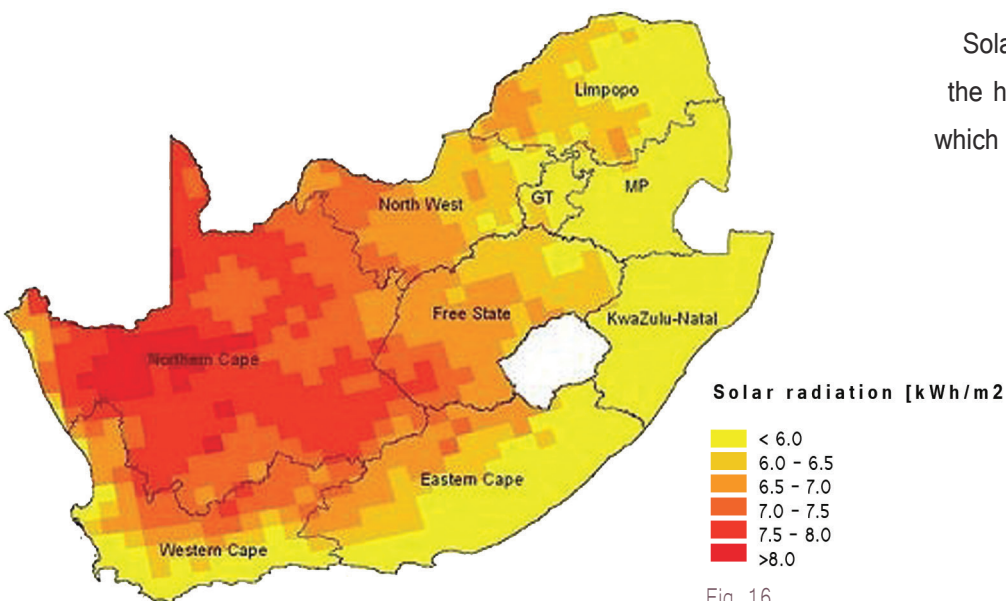 Sola
the h
which
Limpopo
MP
GT
North West
Free State
KwaZulu-Natal
Northern Cape
Eastern Cape
Western Cape
Solar radiation [kWh/m2
< 6.0
6.0 - 6.5
6.5 - 7.0
7.0 - 7.5
7.5 - 8.0
>8.0
Fig. 16